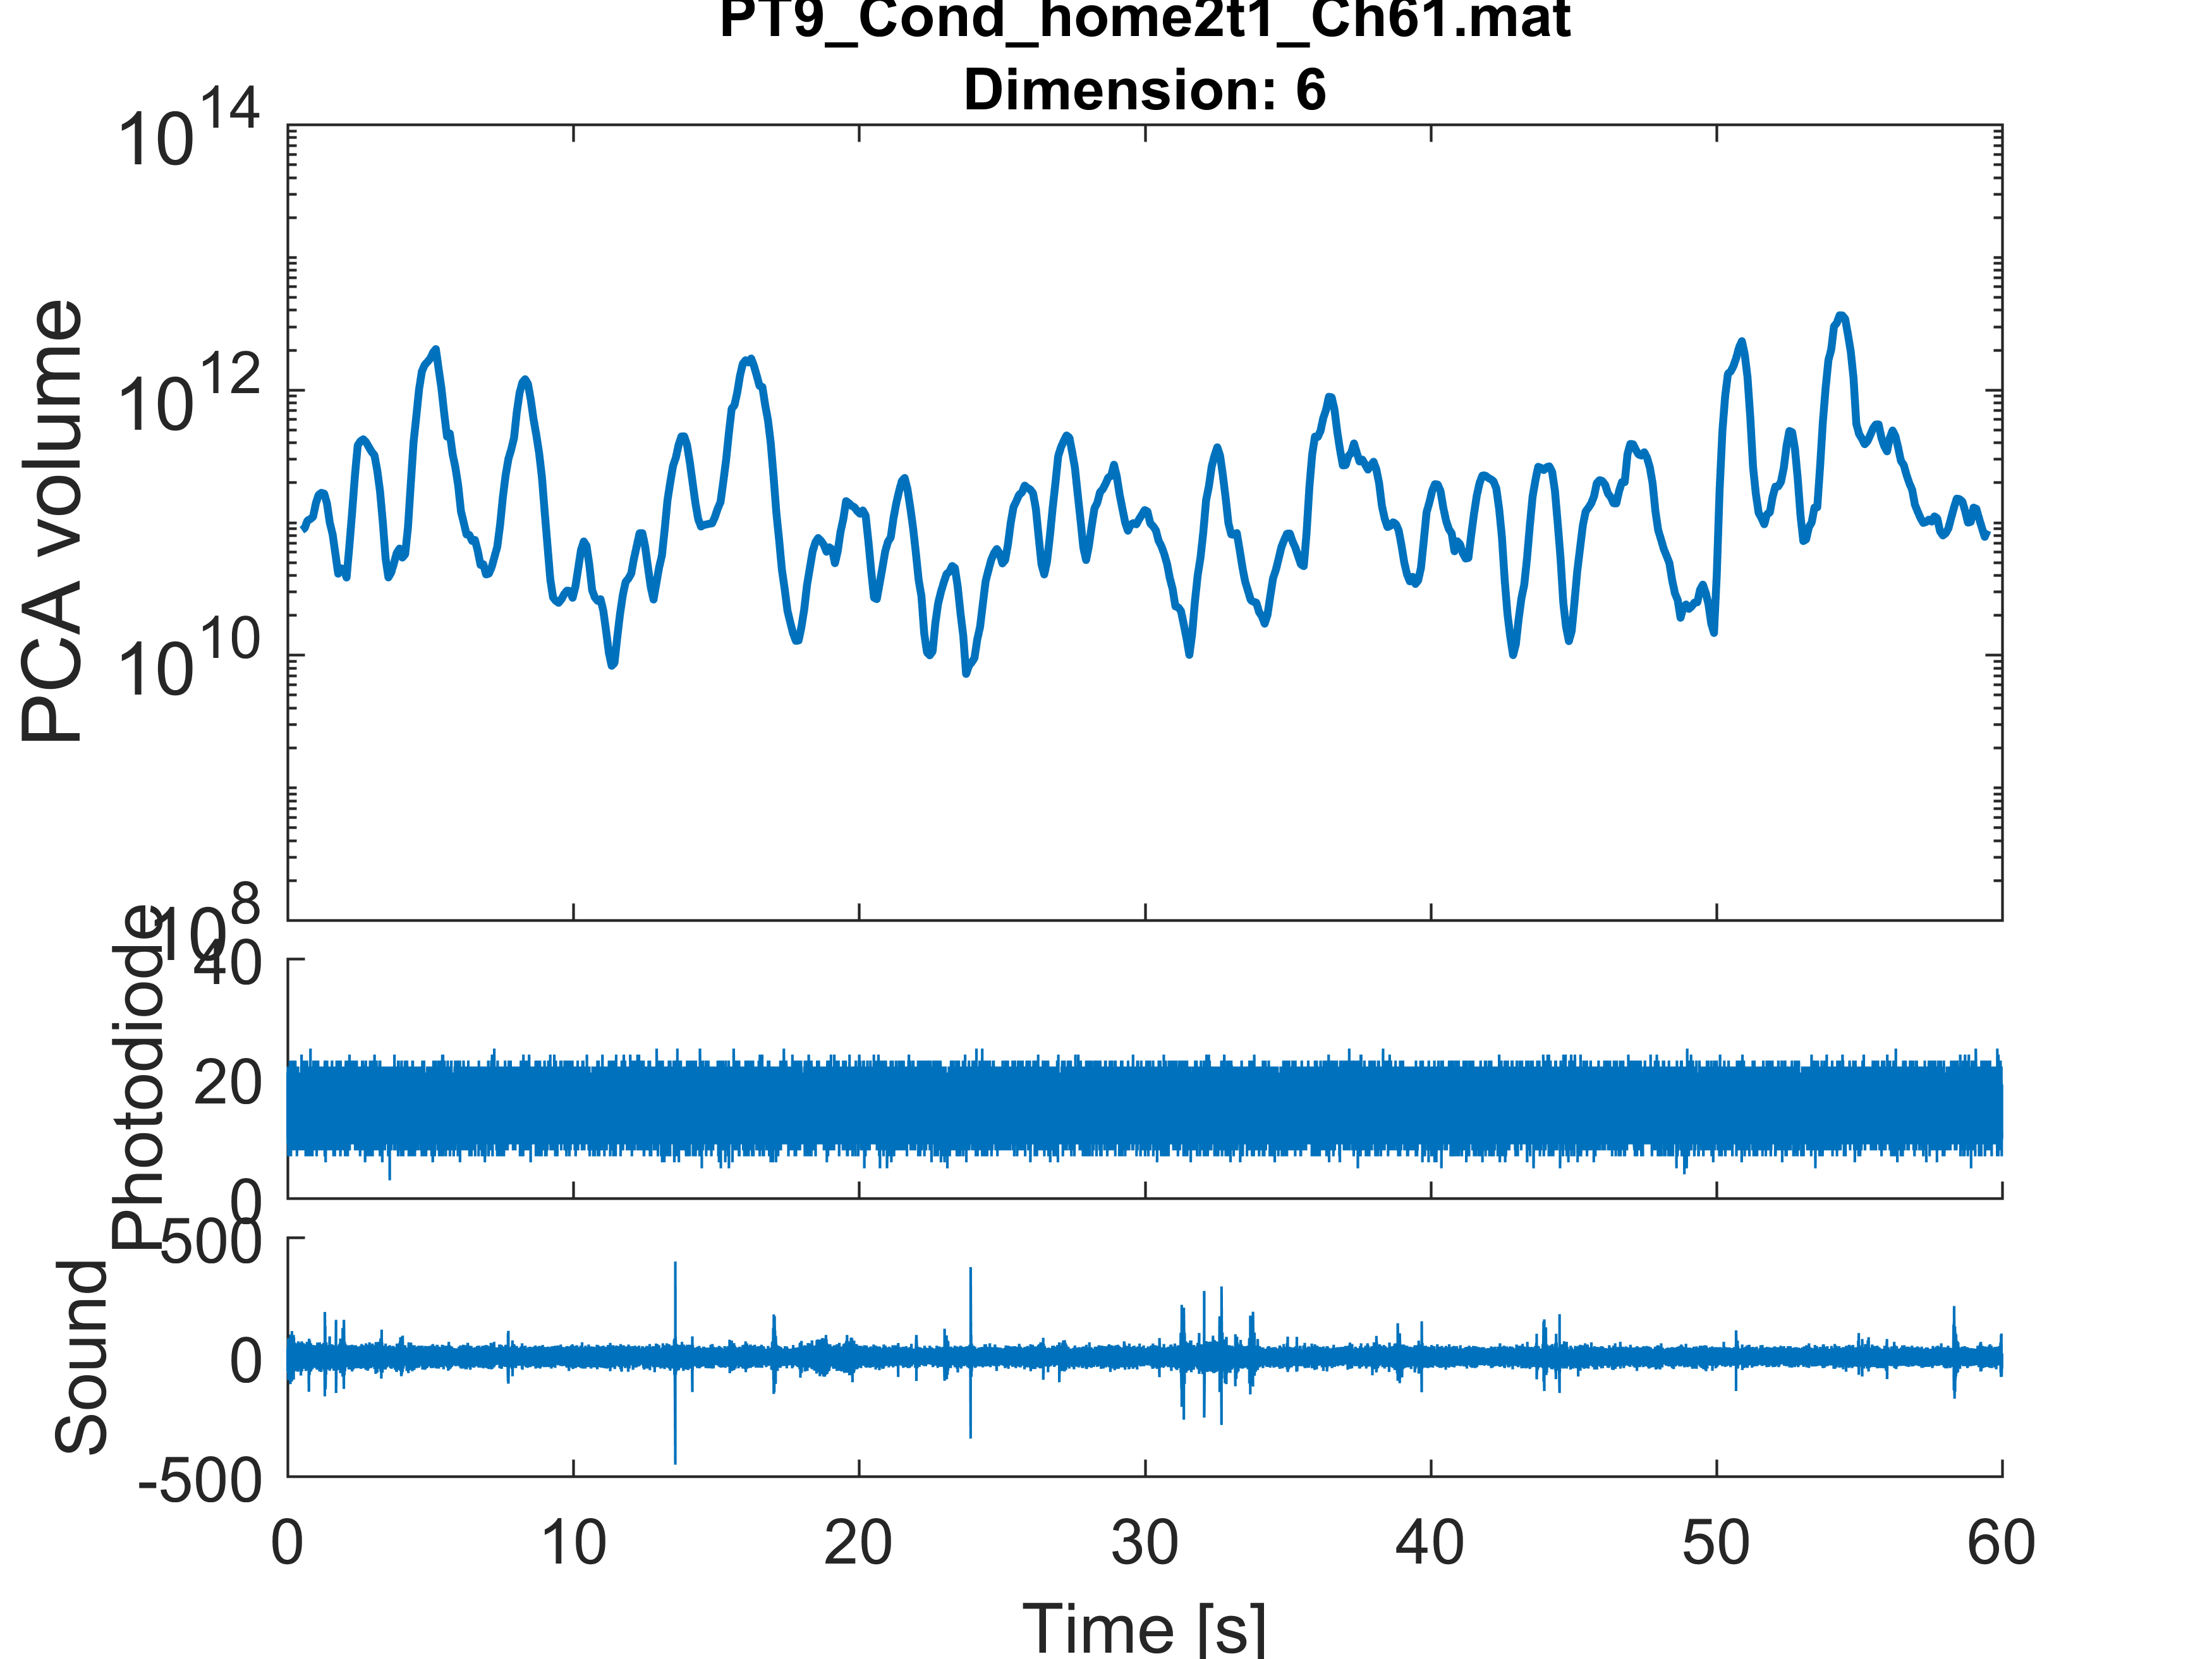 PT9_Cond_home2t1_Ch61.mat
Dimension: 6
10^14
10^12
10^10
10^8
PCA volume
40
20
0
Photodiode
500
0
-500
Sound
0 10 20 30 40 50 60
Time [s]